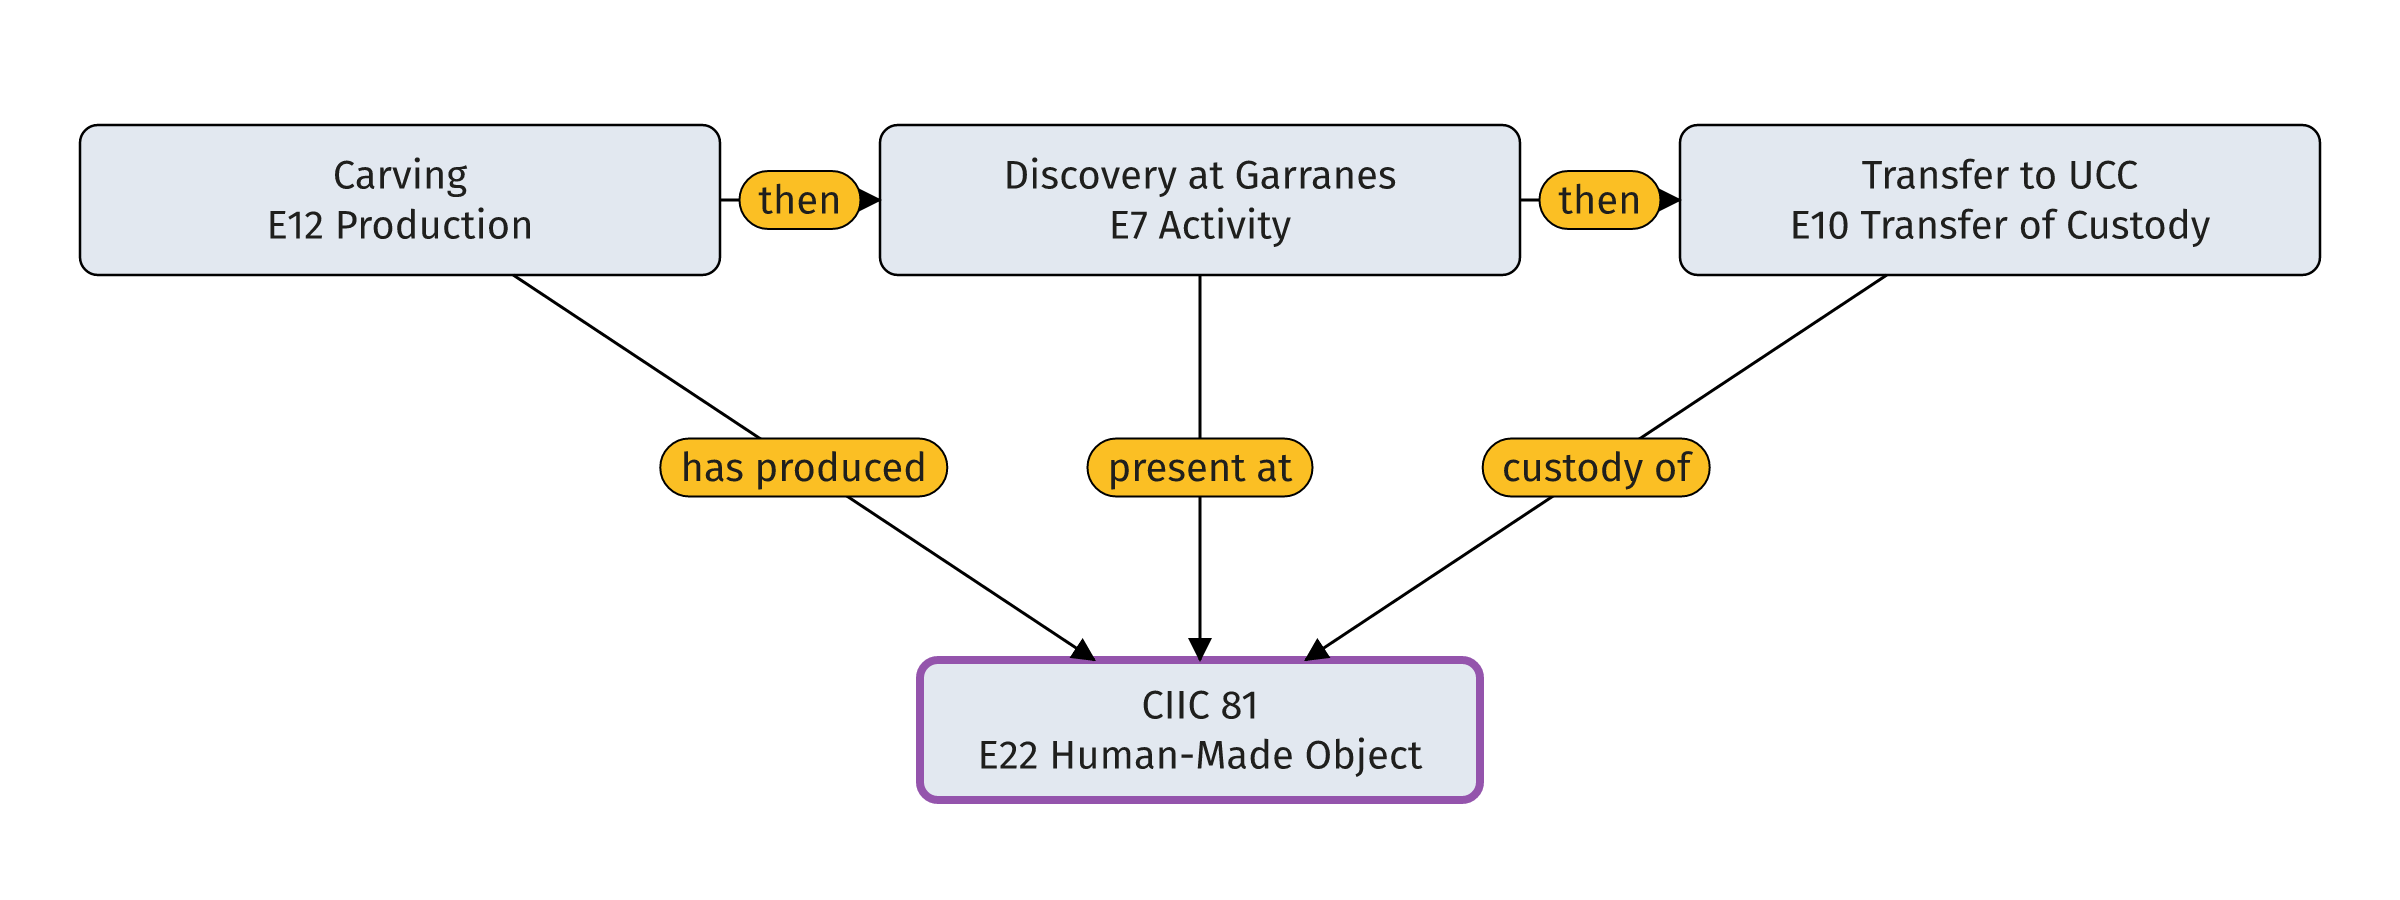 Carving
E12 Production
then
Discovery at Garranes
E7 Activity
then
Transfer to UCC
E10 Transfer of Custody
has produced
present at
custody of
CIIC 81
E22 Human-Made Object